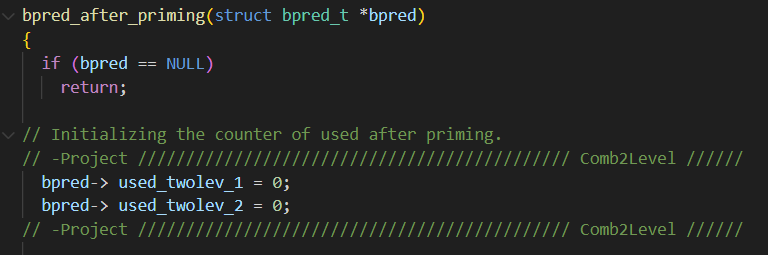 bpred_after_priming(struct bpred_t *bpred)
{
if (bpred == NULL)
return;
// Initializing the counter of used after priming.
// -Project ///////////////////////////////////////////// Comb2Level //////
bpred-> used_twolev_1 = 0;
bpred-> used_twolev_2 = 0;
// -Project ///////////////////////////////////////////// Comb2Level //////